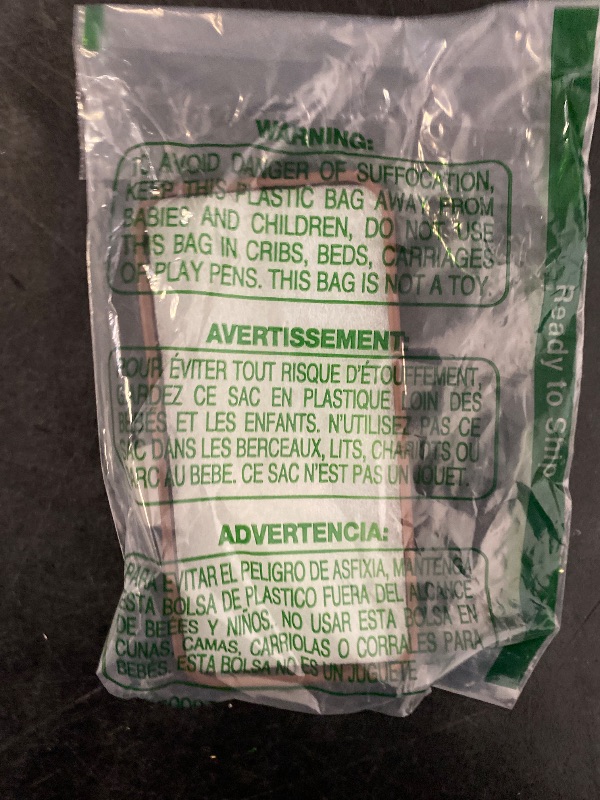 WARNING:
TO AVOID DANGER OF SUFFOCATION,
KEEP THIS PLASTIC BAG AWAY FROM
BABIES AND CHILDREN, DO NOT USE
THIS BAG IN CRIBS, BEDS, CARRIAGES
OR PLAY PENS. THIS BAG IS NOT A TOY.
AVERTISSEMENT:
POUR ÉVITER TOUT RISQUE D'ÉTOUFFEMENT,
GARDEZ CE SAC EN PLASTIQUE LOIN DES
BÉBÉS ET LES ENFANTS. N'UTILISEZ PAS CE
SAC DANS LES BERCEAUX, LITS, CHARIOTS OU
PARC AU BEBE. CE SAC N'EST PAS UN JOUET.
ADVERTENCIA:
PARA EVITAR EL PELIGRO DE ASFIXIA, MANTENGA
ESTA BOLSA DE PLASTICO FUERA DEL ALCANCE
DE BEBES Y NIÑOS. NO USAR ESTA BOLSA EN
CUNAS, CAMAS, CARRIOLAS O CORRALES PARA
BEBES. ESTA BOLSA NO ES UN JUGUETE
Ready to Ship